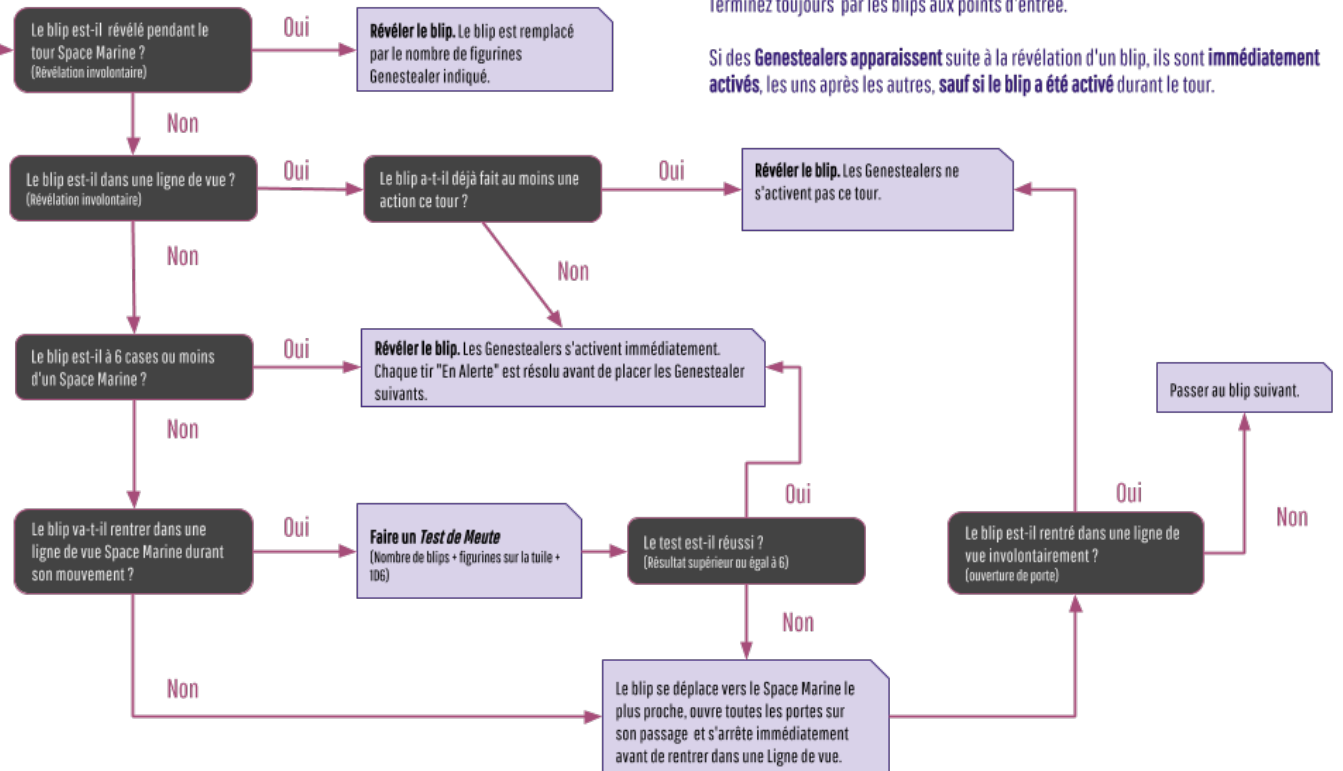 Terminez toujours par les blips aux points d'entrée.
Si des Genestealers apparaissent suite à la révélation d'un blip, ils sont immédiatement
activés, les uns après les autres, sauf si le blip a été activé durant le tour.
Le blip est-il révélé pendant le
tour Space Marine ?
(Révélation involontaire)
Oui
Révéler le blip. Le blip est remplacé
par le nombre de figurines
Genestealer indiqué.
Non
Le blip est-il dans une ligne de vue ?
(Révélation involontaire)
Oui
Le blip a-t-il déjà fait au moins une
action ce tour ?
Oui
Révéler le blip. Les Genestealers ne
s'activent pas ce tour.
Non
Non
Le blip est-il à 6 cases ou moins
d'un Space Marine ?
Oui
Révéler le blip. Les Genestealers s'activent immédiatement.
Chaque tir "En Alerte" est résolu avant de placer les Genestealer
suivants.
Passer au blip suivant.
Non
Oui
Oui
Non
Le blip va-t-il rentrer dans une
ligne de vue Space Marine durant
son mouvement ?
Oui
Faire un Test de Meute
(Nombre de blips + figurines sur la tuile +
1D6)
Le test est-il réussi ?
(Résultat supérieur ou égal à 6)
Le blip est-il rentré dans une ligne de
vue involontairement ?
(ouverture de porte)
Non
Non
Le blip se déplace vers le Space Marine le
plus proche, ouvre toutes les portes sur
son passage et s'arrête immédiatement
avant de rentrer dans une Ligne de vue.